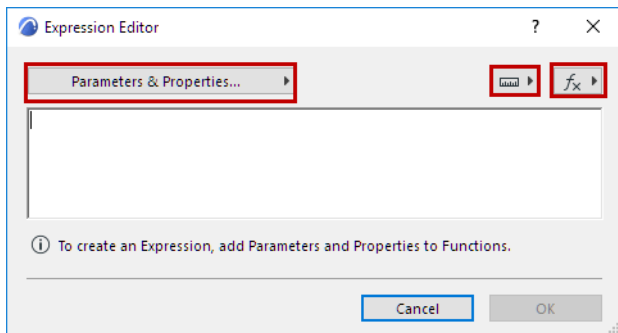 Expression Editor
?
Parameters & Properties...
fx
To create an Expression, add Parameters and Properties to Functions.
Cancel
OK